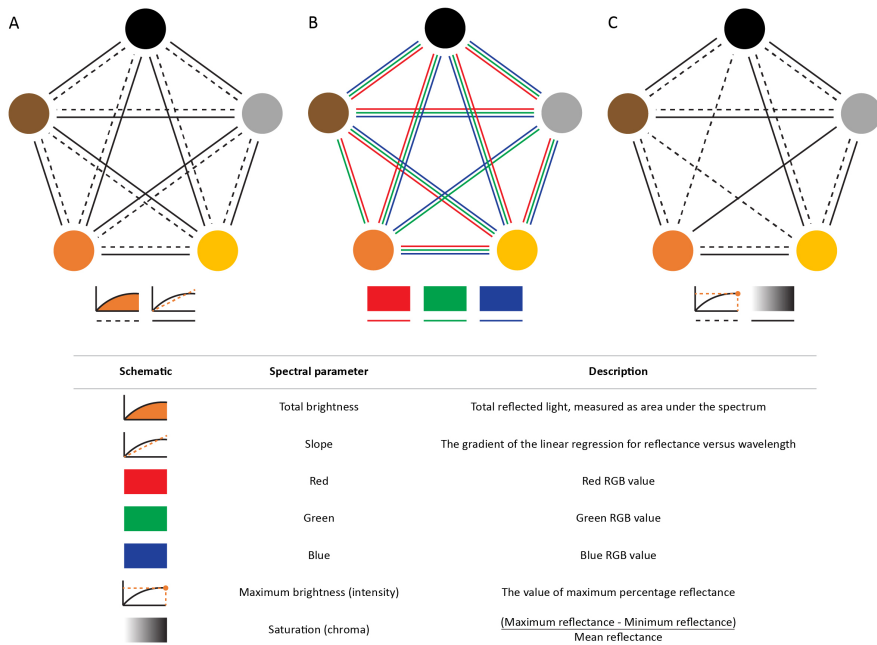 A
B
C
Schematic Spectral parameter Description
Total brightness Total reflected light, measured as area under the spectrum
Slope The gradient of the linear regression for reflectance versus wavelength
Red Red RGB value
Green Green RGB value
Blue Blue RGB value
Maximum brightness (intensity) The value of maximum percentage reflectance
Saturation (chroma) (Maximum reflectance - Minimum reflectance)
Mean reflectance